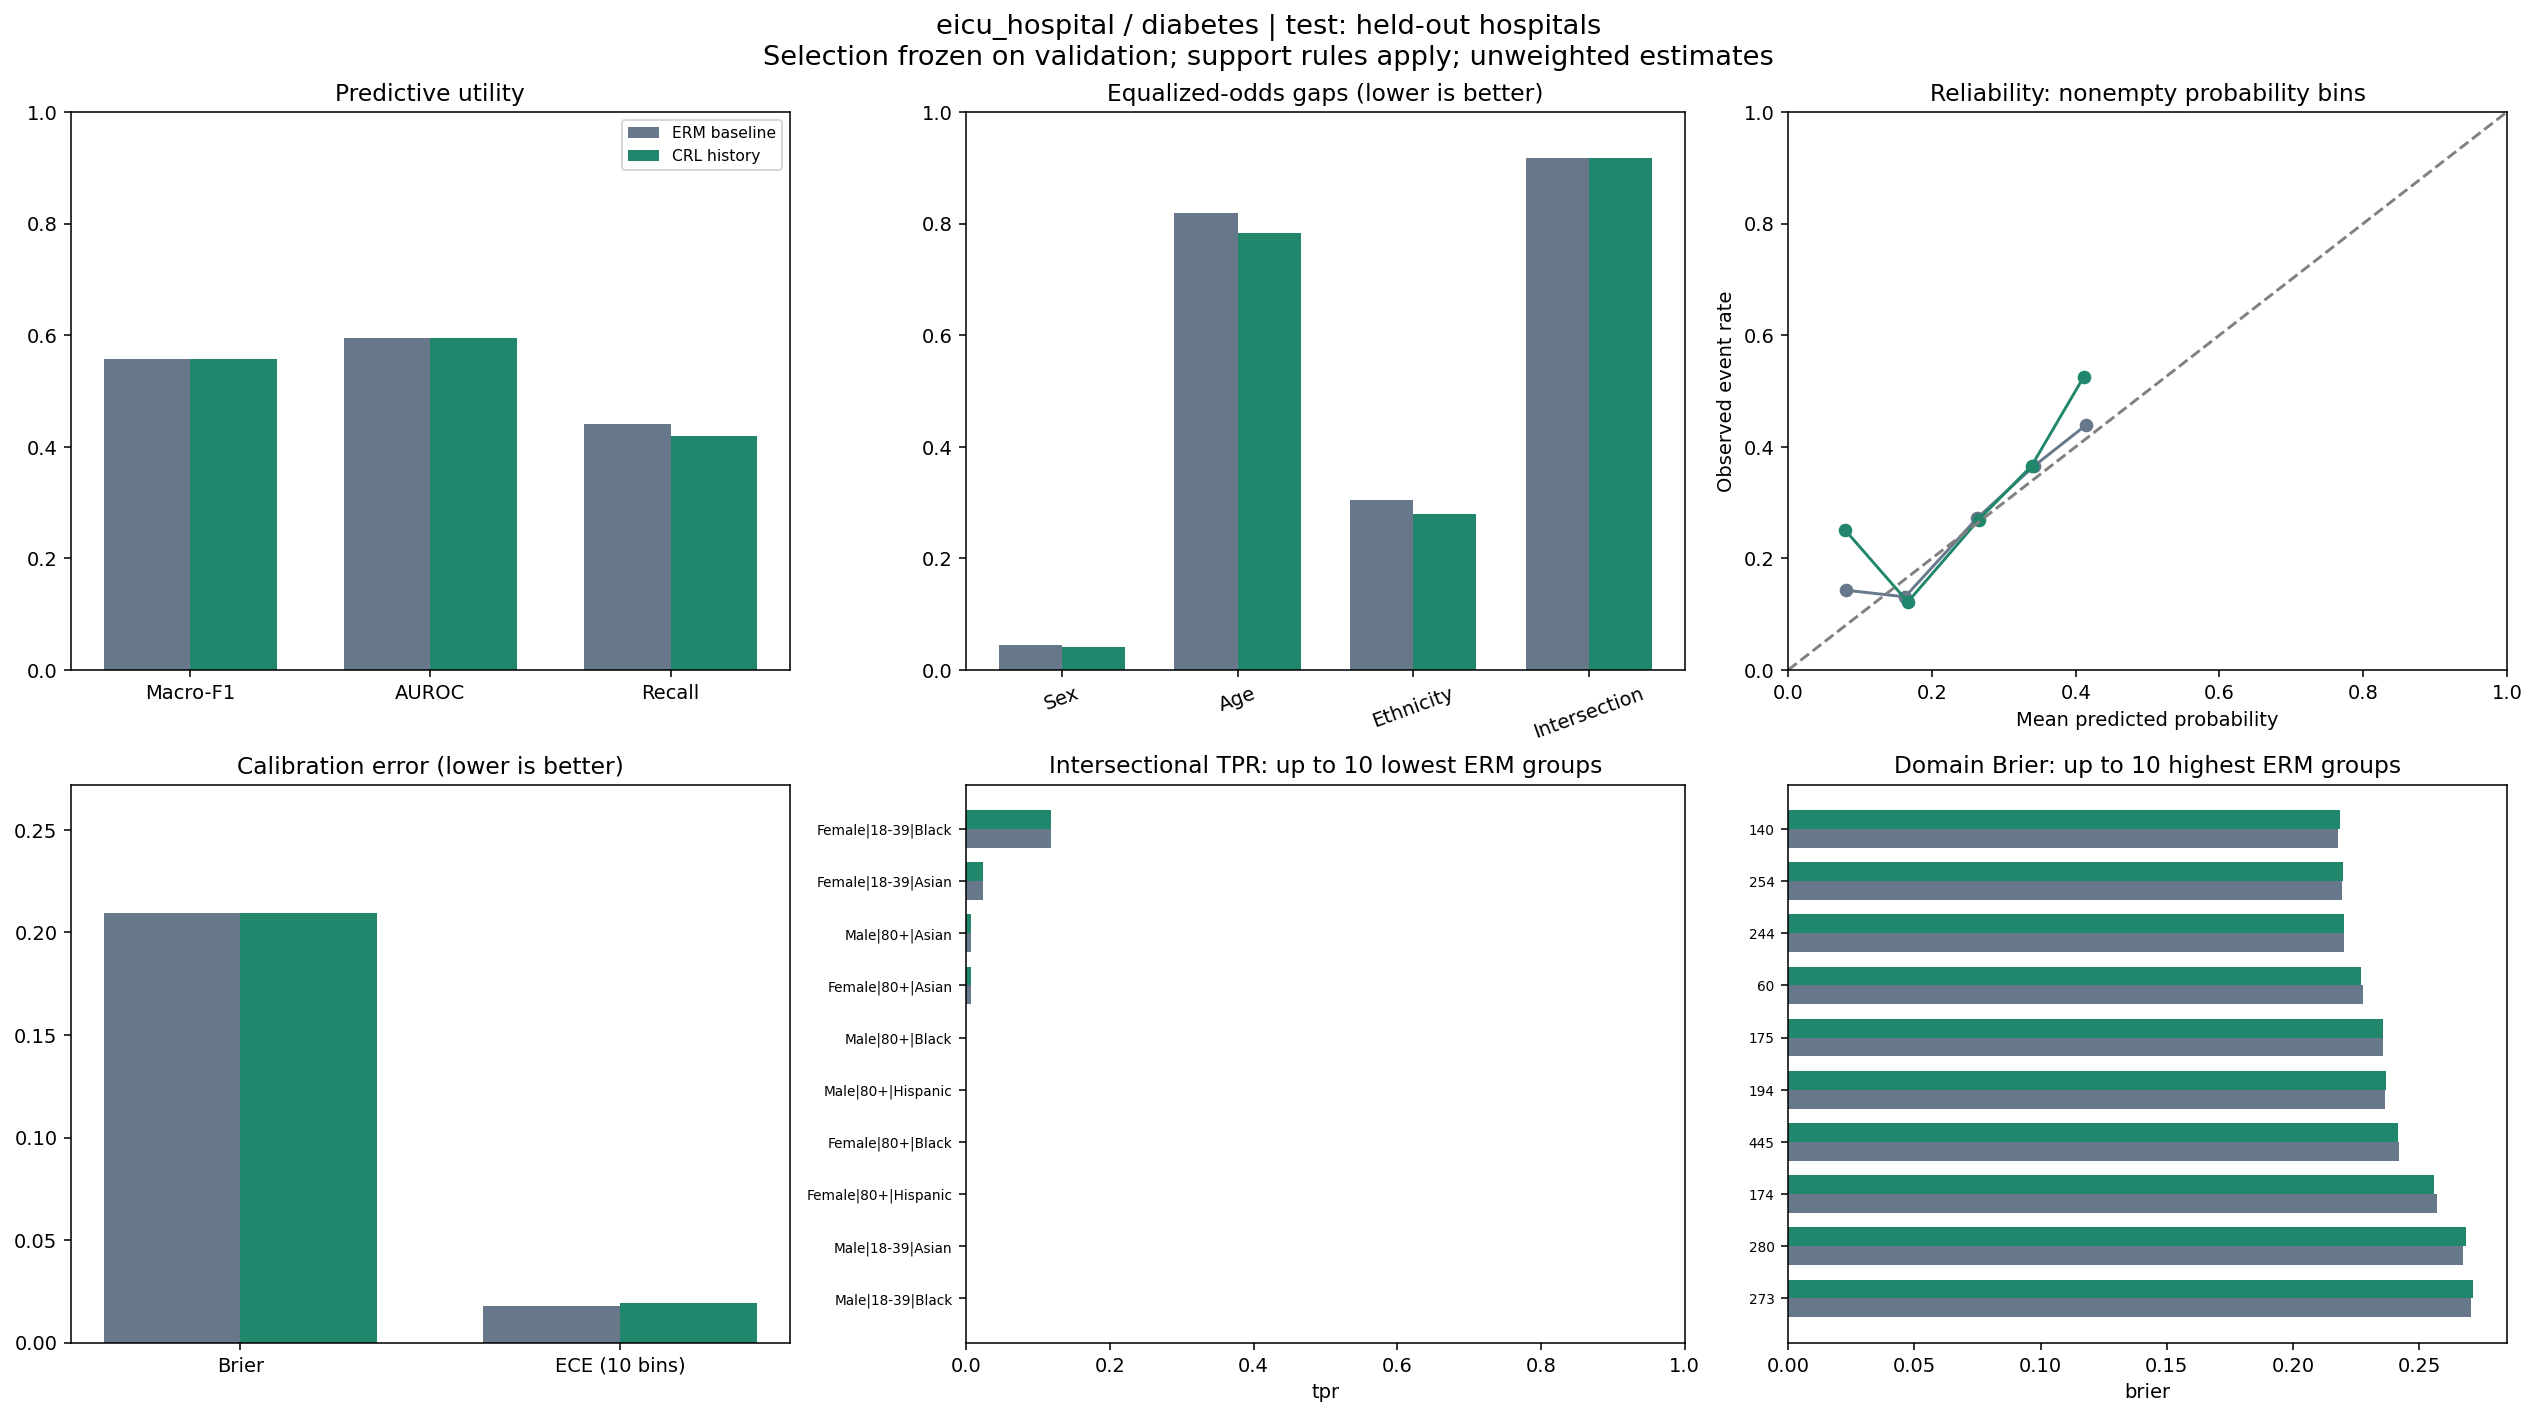 eicu_hospital / diabetes | test: held-out hospitals
Selection frozen on validation; support rules apply; unweighted estimates
Predictive utility
1.0
0.8
0.6
0.4
0.2
0.0
ERM baseline
CRL history
Macro-F1
AUROC
Recall
Equalized-odds gaps (lower is better)
1.0
0.8
0.6
0.4
0.2
0.0
Sex
Age
Ethnicity
Intersection
Reliability: nonempty probability bins
Observed event rate
1.0
0.8
0.6
0.4
0.2
0.0
0.0
0.2
0.4
0.6
0.8
1.0
Mean predicted probability
Calibration error (lower is better)
0.25
0.20
0.15
0.10
0.05
0.00
Brier
ECE (10 bins)
Intersectional TPR: up to 10 lowest ERM groups
Female|18-39|Black
Female|18-39|Asian
Male|80+|Asian
Female|80+|Asian
Male|80+|Black
Male|80+|Hispanic
Female|80+|Black
Female|80+|Hispanic
Male|18-39|Asian
Male|18-39|Black
0.0
0.2
0.4
0.6
0.8
1.0
tpr
Domain Brier: up to 10 highest ERM groups
140
254
244
60
175
194
445
174
280
273
0.00
0.05
0.10
0.15
0.20
0.25
brier